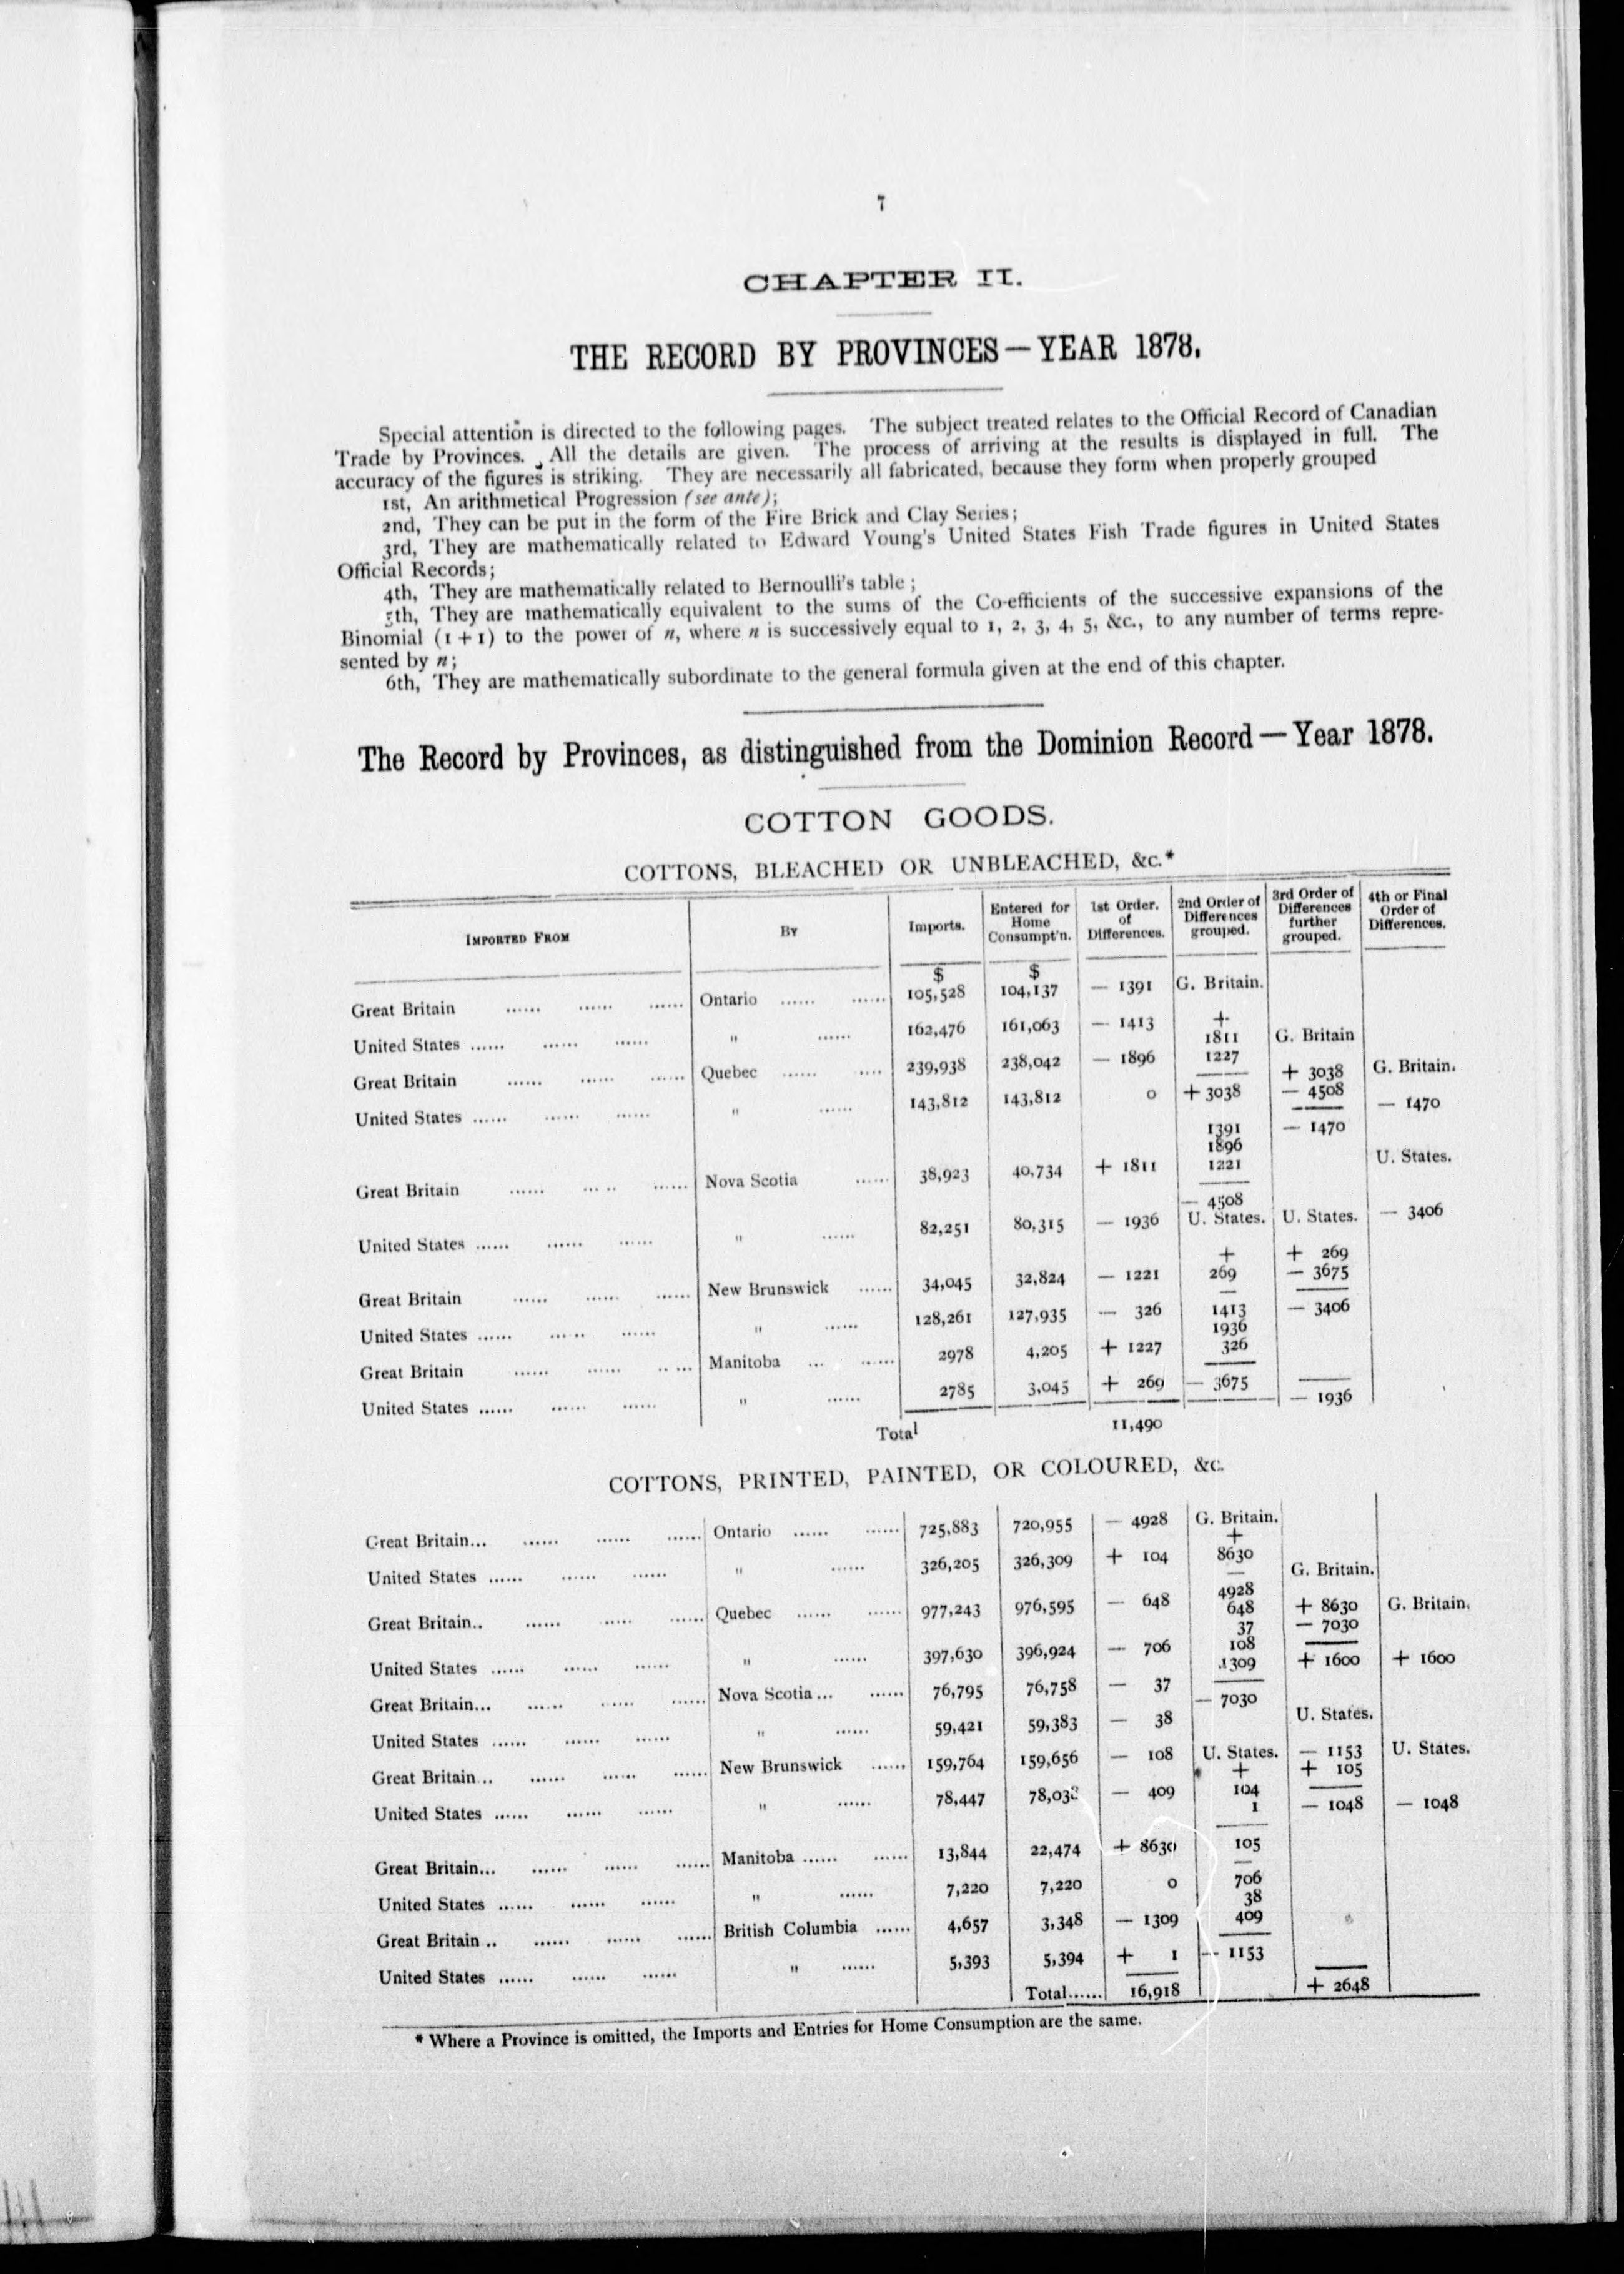 7
CHAPTER II.
THE RECORD BY PROVINCES—YEAR 1878.
Special attention is directed to the following pages. The subject treated relates to the Official Record of Canadian
Trade by Provinces. All the details are given. The process of arriving at the results is displayed in full. The
accuracy of the figures is striking. They are necessarily all fabricated, because they form when properly grouped
1st, An arithmetical Progression (see ante);
2nd, They can be put in the form of the Fire Brick and Clay Series;
3rd, They are mathematically related to Edward Young's United States Fish Trade figures in United States
Official Records;
4th, They are mathematically related to Bernoulli's table;
5th, They are mathematically equivalent to the sums of the Co-efficients of the successive expansions of the
Binomial (1+1) to the power of n, where n is successively equal to 1, 2, 3, 4, 5, &c., to any number of terms repre-
sented by n;
6th, They are mathematically subordinate to the general formula given at the end of this chapter.
The Record by Provinces, as distinguished from the Dominion Record—Year 1878.
COTTON GOODS.
COTTONS, BLEACHED OR UNBLEACHED, &c.*
IMPORTED FROM | BY | Imports. | Entered for Home Consumpt'n. | 1st Order. of Differences. | 2nd Order of Differences grouped. | 3rd Order of Differences further grouped. | 4th or Final Order of Differences.
$ $
Great Britain ...... ...... ...... Ontario ...... ...... 105,528 104,137 — 1391 G. Britain.
+
United States ...... ...... ...... " ...... 162,476 161,063 — 1413 1811 G. Britain
Great Britain ...... ...... ...... Quebec ...... ..... 239,938 238,042 — 1896 1227 + 3038 G. Britain.
United States ...... ...... ...... " ...... 143,812 143,812 0 + 3038 — 4508 — 1470
1391 — 1470
1896
Great Britain ...... ...... ...... Nova Scotia ...... 38,923 40,734 + 1811 1221 U. States.
— 4508
United States ...... ...... ...... " ...... 82,251 80,315 — 1936 U. States. U. States. — 3406
+ + 269
Great Britain ...... ...... ...... New Brunswick ...... 34,045 32,824 — 1221 269 — 3675
—
United States ...... ...... ...... " ...... 128,261 127,935 — 326 1413 — 3406
1936
Great Britain ...... ...... ...... Manitoba ... ...... 2978 4,205 + 1227 326
United States ...... ...... ...... " ...... 2785 3,045 + 269 — 3675 — 1936
Total 11,490
COTTONS, PRINTED, PAINTED, OR COLOURED, &c.
Great Britain... ...... ...... Ontario ...... ...... 725,883 720,955 — 4928 G. Britain.
+
United States ...... ...... ...... " ...... 326,205 326,309 + 104 8630 G. Britain.
—
4928
Great Britain.. ...... ...... ...... Quebec ...... ...... 977,243 976,595 — 648 648 + 8630 G. Britain.
37 — 7030
United States ...... ...... ...... " ...... 397,630 396,924 — 706 108
1309 + 1600 + 1600
Great Britain... ...... ...... ...... Nova Scotia ... ...... 76,795 76,758 — 37 — 7030
United States ...... ...... ...... " ...... 59,421 59,383 — 38 U. States.
Great Britain... ...... ...... ...... New Brunswick ...... 159,764 159,656 — 108 U. States. — 1153 U. States.
+ + 105
United States ...... ...... ...... " ...... 78,447 78,038 — 409 104
1 — 1048 — 1048
Great Britain... ...... ...... ...... Manitoba ...... ...... 13,844 22,474 + 8630 105
—
United States ...... ...... ...... " ...... 7,220 7,220 0 706
38
Great Britain .. ...... ...... ...... British Columbia ...... 4,657 3,348 — 1309 409
United States ...... ...... ...... " ...... 5,393 5,394 + 1 — 1153
Total...... 16,918 + 2648
* Where a Province is omitted, the Imports and Entries for Home Consumption are the same.